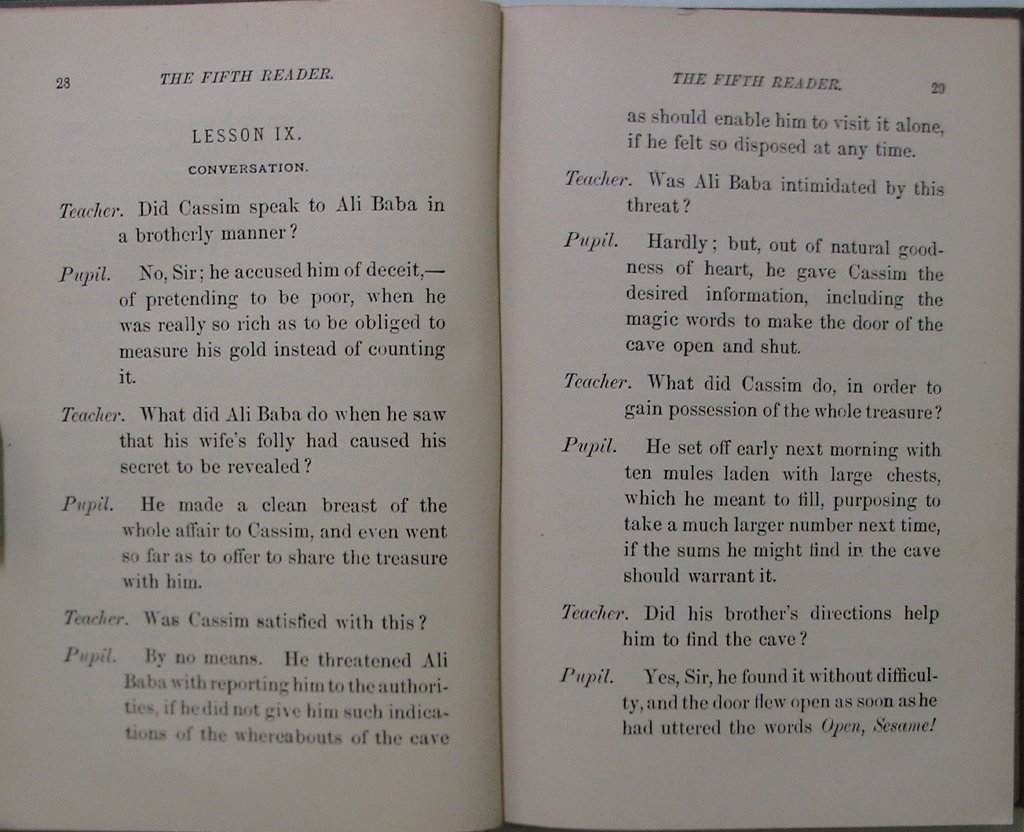 28
THE FIFTH READER.
LESSON IX.
CONVERSATION.
Teacher. Did Cassim speak to Ali Baba in
a brotherly manner?
Pupil. No, Sir; he accused him of deceit,—
of pretending to be poor, when he
was really so rich as to be obliged to
measure his gold instead of counting
it.
Teacher. What did Ali Baba do when he saw
that his wife's folly had caused his
secret to be revealed?
Pupil. He made a clean breast of the
whole affair to Cassim, and even went
so far as to offer to share the treasure
with him.
Teacher. Was Cassim satisfied with this?
Pupil. By no means. He threatened Ali
Baba with reporting him to the authori-
ties, if he did not give him such indica-
tions of the whereabouts of the cave
THE FIFTH READER.
29
as should enable him to visit it alone,
if he felt so disposed at any time.
Teacher. Was Ali Baba intimidated by this
threat?
Pupil. Hardly; but, out of natural good-
ness of heart, he gave Cassim the
desired information, including the
magic words to make the door of the
cave open and shut.
Teacher. What did Cassim do, in order to
gain possession of the whole treasure?
Pupil. He set off early next morning with
ten mules laden with large chests,
which he meant to fill, purposing to
take a much larger number next time,
if the sums he might find in the cave
should warrant it.
Teacher. Did his brother's directions help
him to find the cave?
Pupil. Yes, Sir, he found it without difficul-
ty, and the door flew open as soon as he
had uttered the words Open, Sesame!